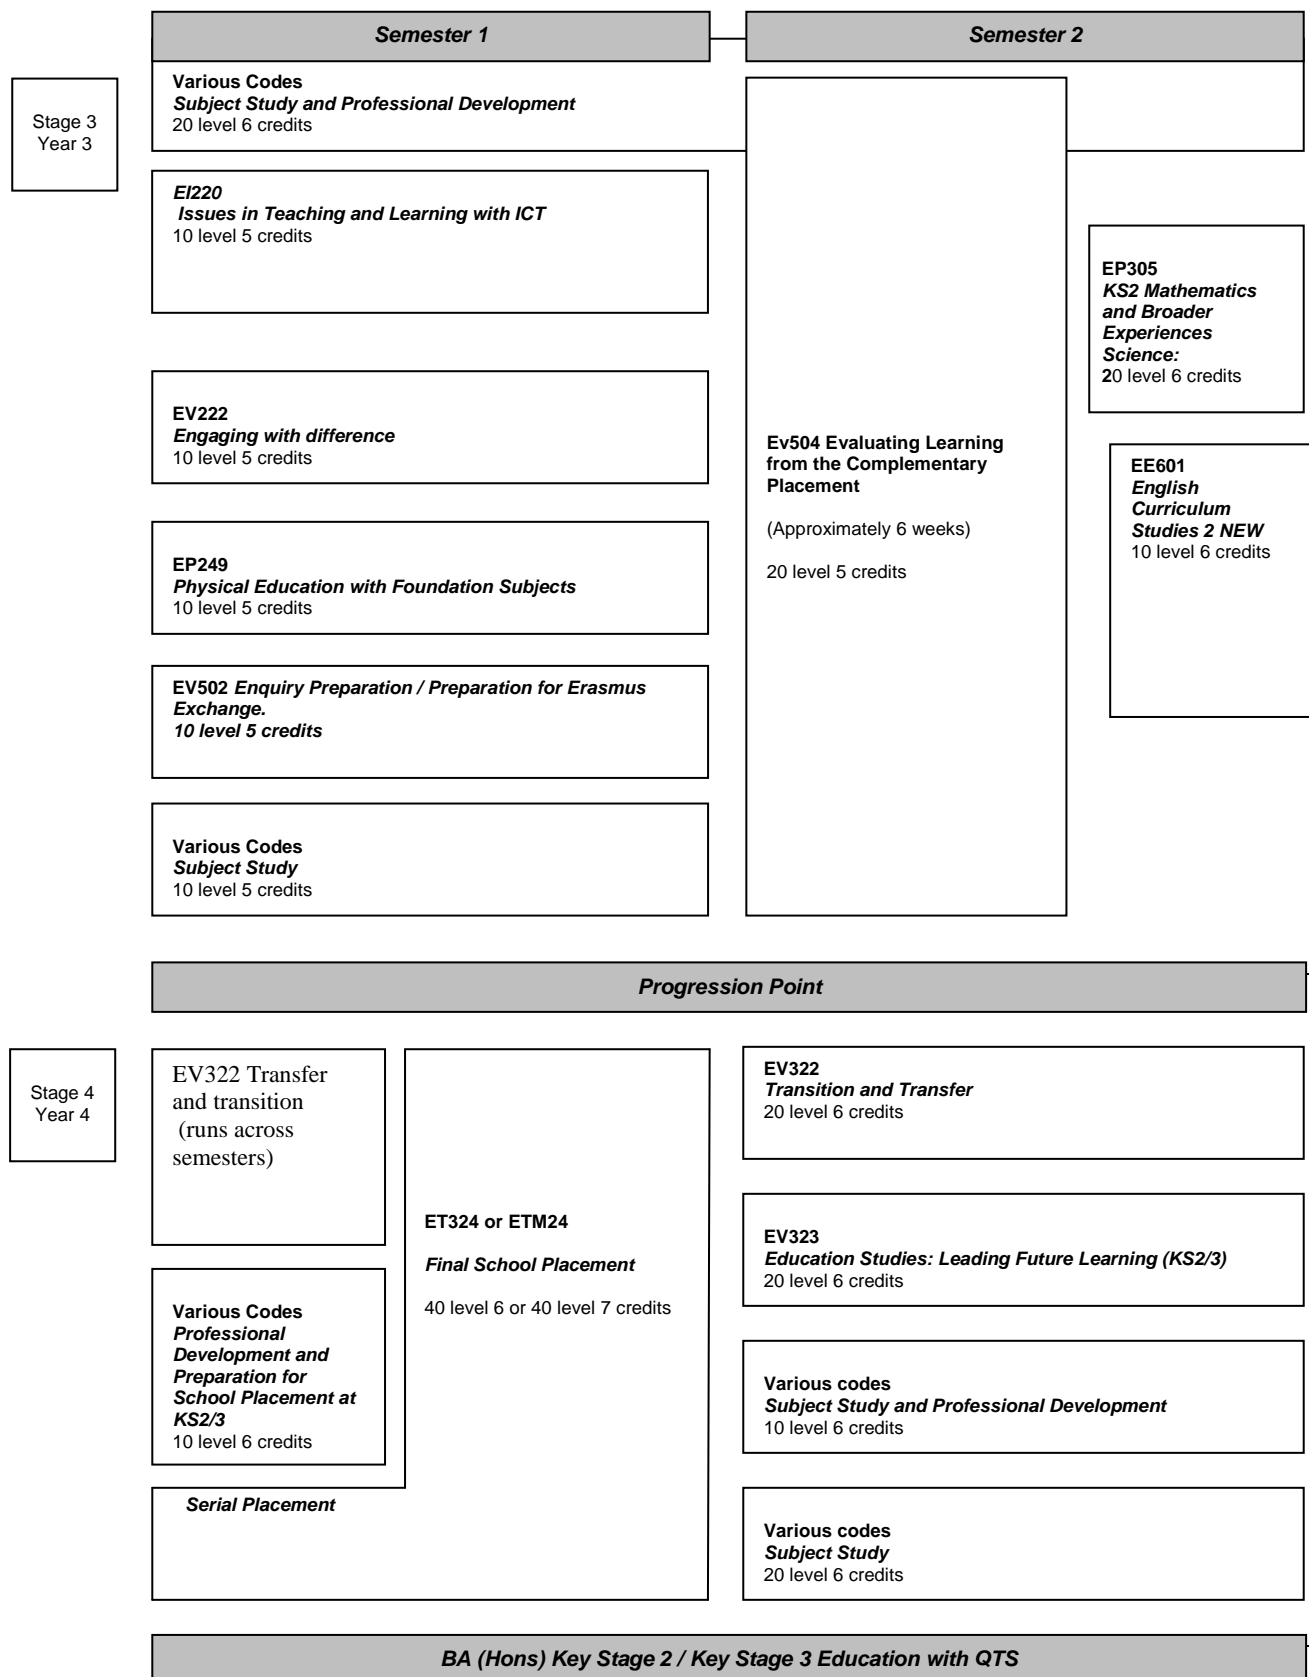 Semester 1
Semester 2
Stage 3
Year 3
Various Codes
Subject Study and Professional Development
20 level 6 credits
EI220
Issues in Teaching and Learning with ICT
10 level 5 credits
EV222
Engaging with difference
10 level 5 credits
EP249
Physical Education with Foundation Subjects
10 level 5 credits
EV502 Enquiry Preparation / Preparation for Erasmus
Exchange.
10 level 5 credits
Various Codes
Subject Study
10 level 5 credits
Ev504 Evaluating Learning
from the Complementary
Placement
(Approximately 6 weeks)
20 level 5 credits
EP305
KS2 Mathematics
and Broader
Experiences
Science:
20 level 6 credits
EE601
English
Curriculum
Studies 2 NEW
10 level 6 credits
Progression Point
Stage 4
Year 4
EV322 Transfer
and transition
(runs across
semesters)
Various Codes
Professional
Development and
Preparation for
School Placement at
KS2/3
10 level 6 credits
Serial Placement
ET324 or ETM24
Final School Placement
40 level 6 or 40 level 7 credits
EV322
Transition and Transfer
20 level 6 credits
EV323
Education Studies: Leading Future Learning (KS2/3)
20 level 6 credits
Various codes
Subject Study and Professional Development
10 level 6 credits
Various codes
Subject Study
20 level 6 credits
BA (Hons) Key Stage 2 / Key Stage 3 Education with QTS